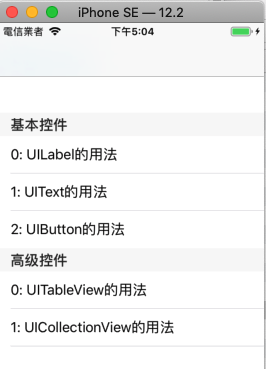 iPhone SE — 12.2
電信業者 下午5:04
基本控件
0: UILabel的用法
1: UIText的用法
2: UIButton的用法
高级控件
0: UITableView的用法
1: UICollectionView的用法